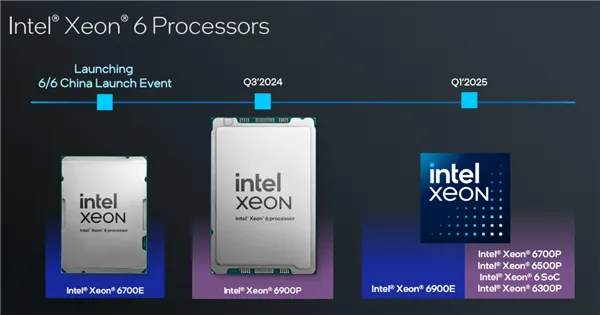 Intel® Xeon® 6 Processors
Launching
6/6 China Launch Event
Q3'2024
Q1'2025
intel
XEON
Intel® Xeon® 6 processor
intel
XEON
Intel® Xeon® 6 processor
intel
XEON
Intel® Xeon® 6700E
Intel® Xeon® 6900P
Intel® Xeon® 6900E
Intel® Xeon® 6700P
Intel® Xeon® 6500P
Intel® Xeon® 6 SoC
Intel® Xeon® 6300P